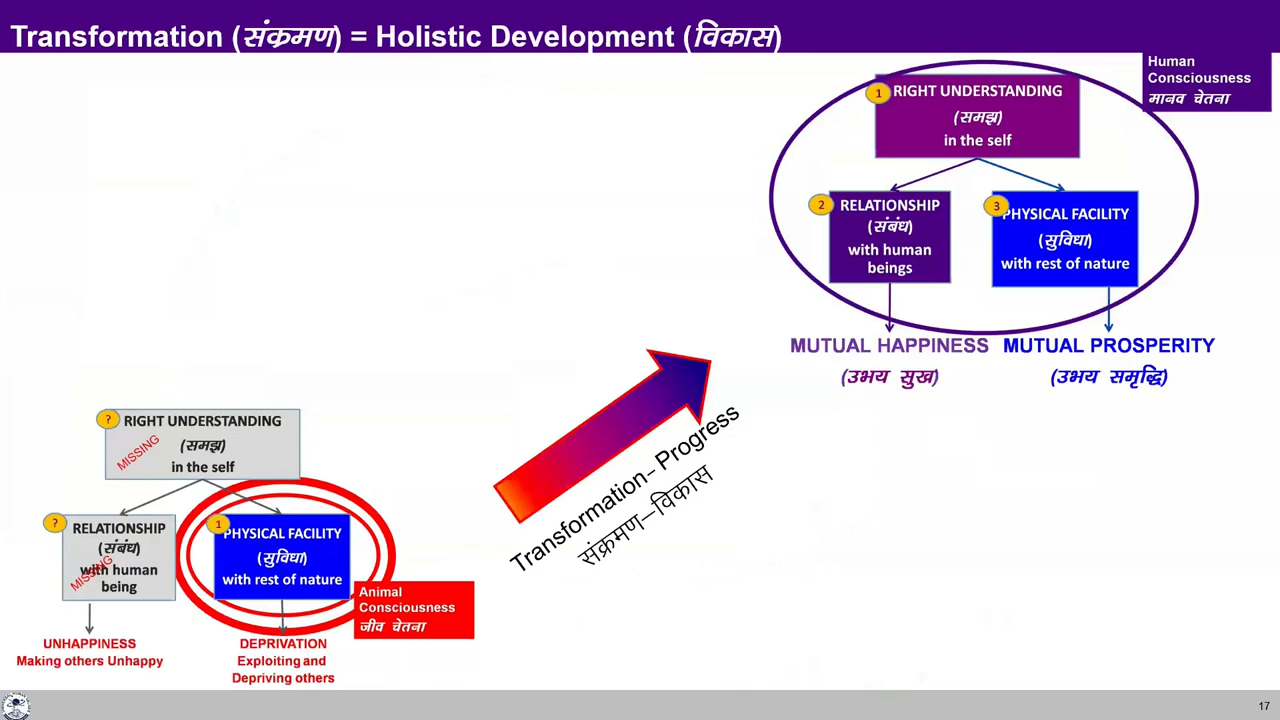 Transformation (संक्रमण) = Holistic Development (विकास)
Human
Consciousness
मानव चेतना
1
RIGHT UNDERSTANDING
(समझ)
in the self
2
RELATIONSHIP
(संबंध)
with human
beings
3
PHYSICAL FACILITY
(सुविधा)
with rest of nature
MUTUAL HAPPINESS
(उभय सुख)
MUTUAL PROSPERITY
(उभय समृद्धि)
Transformation– Progress
संक्रमण–विकास
?
RIGHT UNDERSTANDING
(समझ)
in the self
MISSING
?
RELATIONSHIP
(संबंध)
with human
being
MISSING
1
PHYSICAL FACILITY
(सुविधा)
with rest of nature
Animal
Consciousness
जीव चेतना
UNHAPPINESS
Making others Unhappy
DEPRIVATION
Exploiting and
Depriving others
17